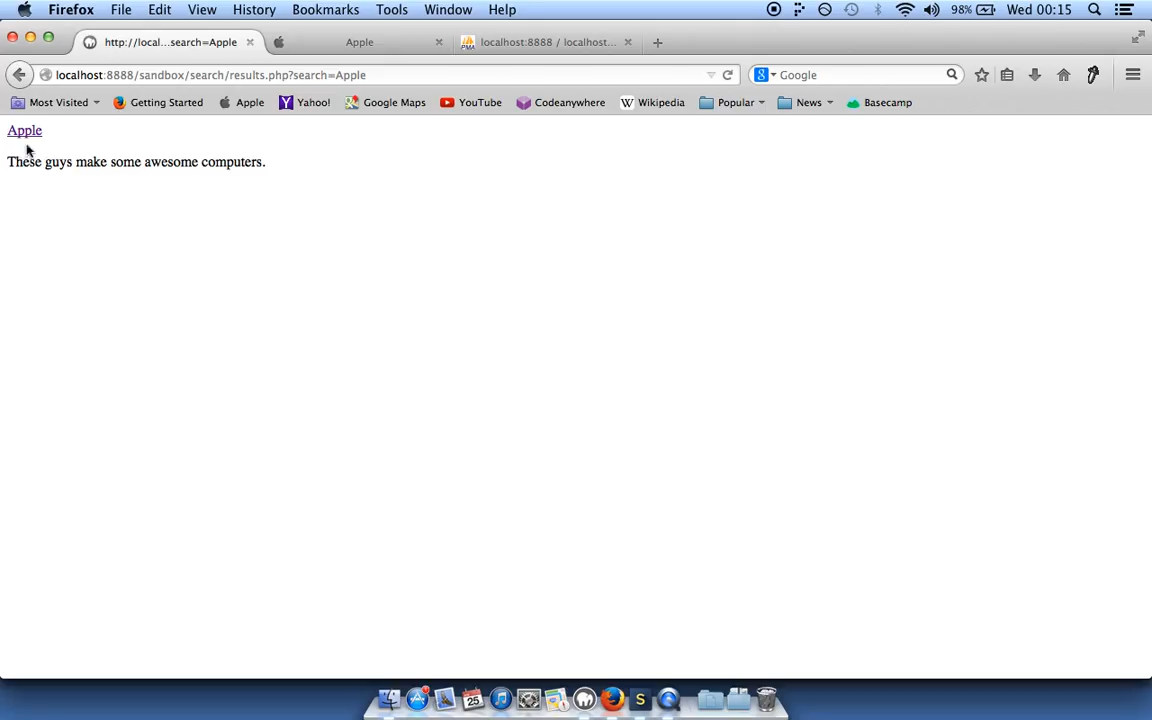 Firefox File Edit View History Bookmarks Tools Window Help 98% Wed 00:15
http://local...search=Apple Apple localhost:8888 / localhost...
localhost:8888/sandbox/search/results.php?search=Apple Google
Most Visited Getting Started Apple Yahoo! Google Maps YouTube Codeanywhere Wikipedia Popular News Basecamp
Apple
These guys make some awesome computers.